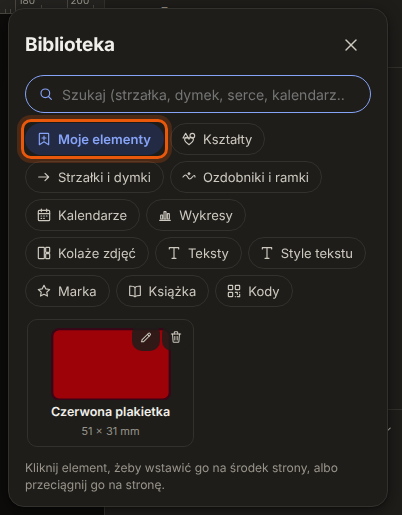 180 200
Biblioteka
Szukaj (strzałka, dymek, serce, kalendarz..
Moje elementy Kształty
Strzałki i dymki Ozdobniki i ramki
Kalendarze Wykresy
Kolaże zdjęć Teksty Style tekstu
Marka Książka Kody
Czerwona plakietka
51 × 31 mm
Kliknij element, żeby wstawić go na środek strony, albo
przeciągnij go na stronę.